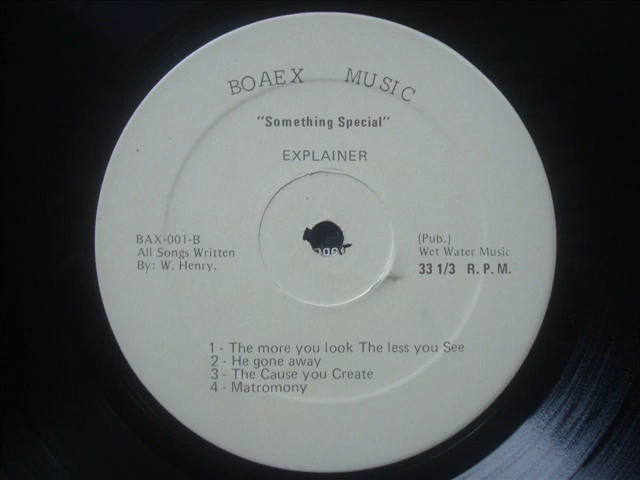 BOAEX MUSIC
"Something Special"
EXPLAINER
BAX-001-B
All Songs Written
By: W. Henry.
(Pub.)
Wet Water Music
33 1/3 R. P. M.
1 - The more you look The less you See
2 - He gone away
3 - The Cause you Create
4 - Matromony